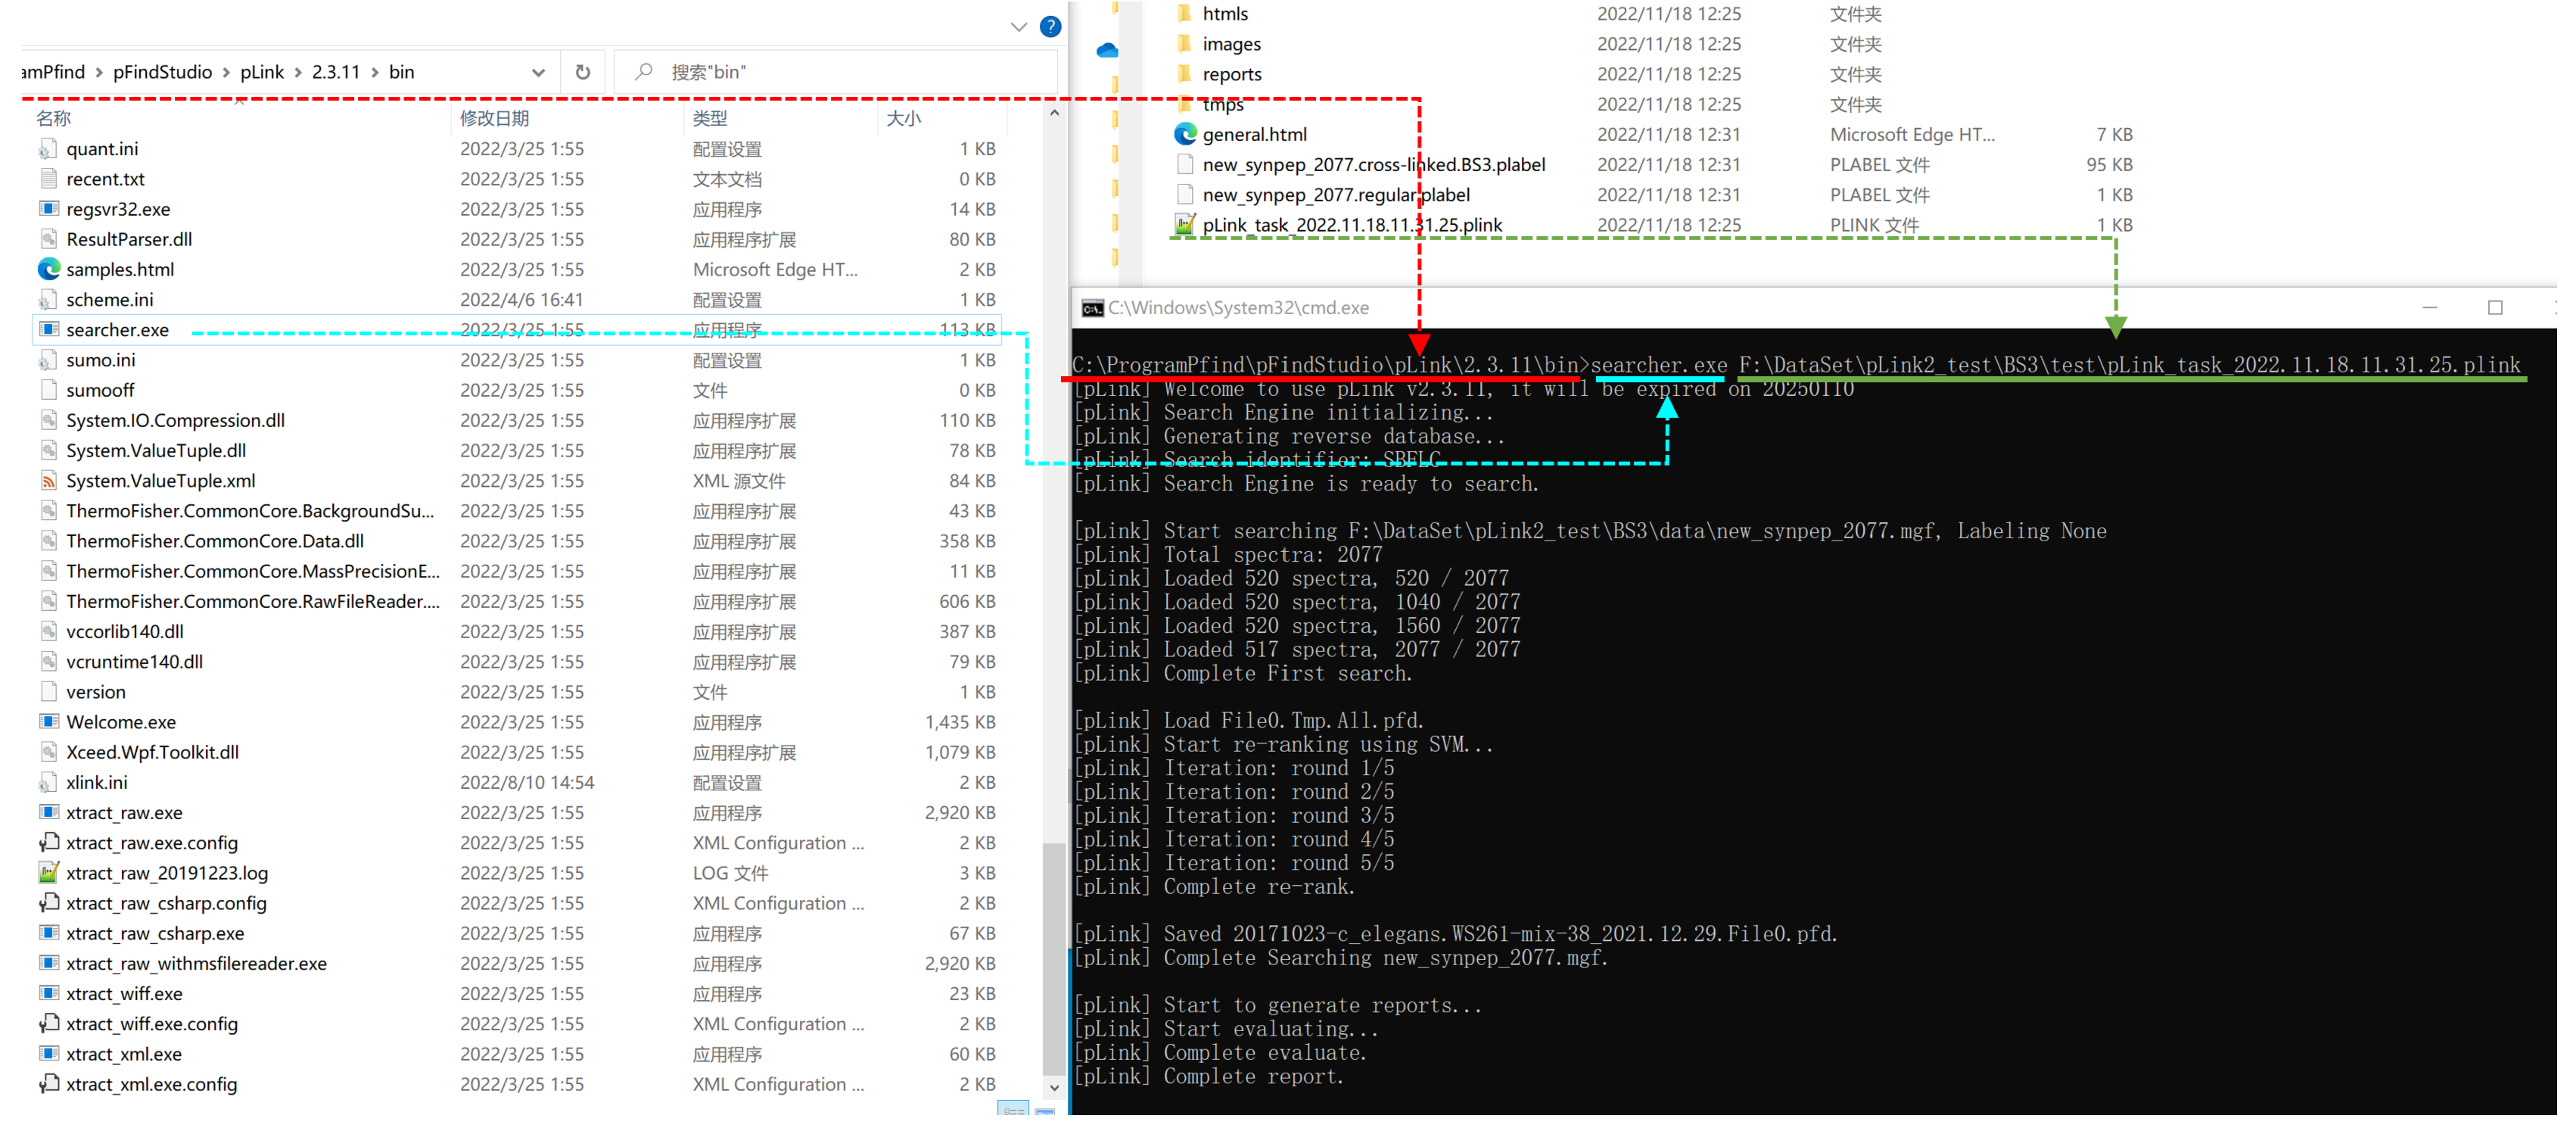 amPfind > pFindStudio > pLink > 2.3.11 > bin
搜索"bin"
名称 修改日期 类型 大小
quant.ini 2022/3/25 1:55 配置设置 1 KB
recent.txt 2022/3/25 1:55 文本文档 0 KB
regsvr32.exe 2022/3/25 1:55 应用程序 14 KB
ResultParser.dll 2022/3/25 1:55 应用程序扩展 80 KB
samples.html 2022/3/25 1:55 Microsoft Edge HT... 2 KB
scheme.ini 2022/4/6 16:41 配置设置 1 KB
searcher.exe 2022/3/25 1:55 应用程序 113 KB
sumo.ini 2022/3/25 1:55 配置设置 1 KB
sumooff 2022/3/25 1:55 文件 0 KB
System.IO.Compression.dll 2022/3/25 1:55 应用程序扩展 110 KB
System.ValueTuple.dll 2022/3/25 1:55 应用程序扩展 78 KB
System.ValueTuple.xml 2022/3/25 1:55 XML 源文件 84 KB
ThermoFisher.CommonCore.BackgroundSu... 2022/3/25 1:55 应用程序扩展 43 KB
ThermoFisher.CommonCore.Data.dll 2022/3/25 1:55 应用程序扩展 358 KB
ThermoFisher.CommonCore.MassPrecisionE... 2022/3/25 1:55 应用程序扩展 11 KB
ThermoFisher.CommonCore.RawFileReader.... 2022/3/25 1:55 应用程序扩展 606 KB
vccorlib140.dll 2022/3/25 1:55 应用程序扩展 387 KB
vcruntime140.dll 2022/3/25 1:55 应用程序扩展 79 KB
version 2022/3/25 1:55 文件 1 KB
Welcome.exe 2022/3/25 1:55 应用程序 1,435 KB
Xceed.Wpf.Toolkit.dll 2022/3/25 1:55 应用程序扩展 1,079 KB
xlink.ini 2022/8/10 14:54 配置设置 2 KB
xtract_raw.exe 2022/3/25 1:55 应用程序 2,920 KB
xtract_raw.exe.config 2022/3/25 1:55 XML Configuration ... 2 KB
xtract_raw_20191223.log 2022/3/25 1:55 LOG 文件 3 KB
xtract_raw_csharp.config 2022/3/25 1:55 XML Configuration ... 2 KB
xtract_raw_csharp.exe 2022/3/25 1:55 应用程序 67 KB
xtract_raw_withmsfilereader.exe 2022/3/25 1:55 应用程序 2,920 KB
xtract_wiff.exe 2022/3/25 1:55 应用程序 23 KB
xtract_wiff.exe.config 2022/3/25 1:55 XML Configuration ... 2 KB
xtract_xml.exe 2022/3/25 1:55 应用程序 60 KB
xtract_xml.exe.config 2022/3/25 1:55 XML Configuration ... 2 KB
htmls 2022/11/18 12:25 文件夹
images 2022/11/18 12:25 文件夹
reports 2022/11/18 12:25 文件夹
tmps 2022/11/18 12:25 文件夹
general.html 2022/11/18 12:31 Microsoft Edge HT... 7 KB
new_synpep_2077.cross-linked.BS3.plabel 2022/11/18 12:31 PLABEL 文件 95 KB
new_synpep_2077.regular.plabel 2022/11/18 12:31 PLABEL 文件 1 KB
pLink_task_2022.11.18.11.31.25.plink 2022/11/18 12:25 PLINK 文件 1 KB
C:\Windows\System32\cmd.exe
C:\ProgramPfind\pFindStudio\pLink\2.3.11\bin>searcher.exe F:\DataSet\pLink2_test\BS3\test\pLink_task_2022.11.18.11.31.25.plink
[pLink] Welcome to use pLink v2.3.11, it will be expired on 20250110
[pLink] Search Engine initializing...
[pLink] Generating reverse database...
[pLink] Search identifier: SBFLC
[pLink] Search Engine is ready to search.
[pLink] Start searching F:\DataSet\pLink2_test\BS3\data\new_synpep_2077.mgf, Labeling None
[pLink] Total spectra: 2077
[pLink] Loaded 520 spectra, 520 / 2077
[pLink] Loaded 520 spectra, 1040 / 2077
[pLink] Loaded 520 spectra, 1560 / 2077
[pLink] Loaded 517 spectra, 2077 / 2077
[pLink] Complete First search.
[pLink] Load File0.Tmp.All.pfd.
[pLink] Start re-ranking using SVM...
[pLink] Iteration: round 1/5
[pLink] Iteration: round 2/5
[pLink] Iteration: round 3/5
[pLink] Iteration: round 4/5
[pLink] Iteration: round 5/5
[pLink] Complete re-rank.
[pLink] Saved 20171023-c_elegans.WS261-mix-38_2021.12.29.File0.pfd.
[pLink] Complete Searching new_synpep_2077.mgf.
[pLink] Start to generate reports...
[pLink] Start evaluating...
[pLink] Complete evaluate.
[pLink] Complete report.